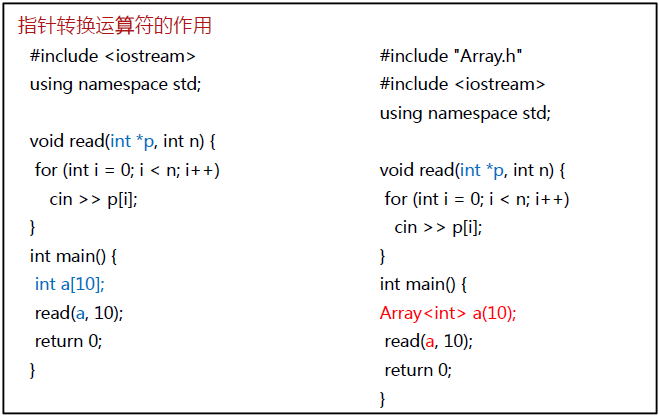 指针转换运算符的作用
#include <iostream>
using namespace std;
void read(int *p, int n) {
for (int i = 0; i < n; i++)
cin >> p[i];
}
int main() {
int a[10];
read(a, 10);
return 0;
}
#include "Array.h"
#include <iostream>
using namespace std;
void read(int *p, int n) {
for (int i = 0; i < n; i++)
cin >> p[i];
}
int main() {
Array<int> a(10);
read(a, 10);
return 0;
}